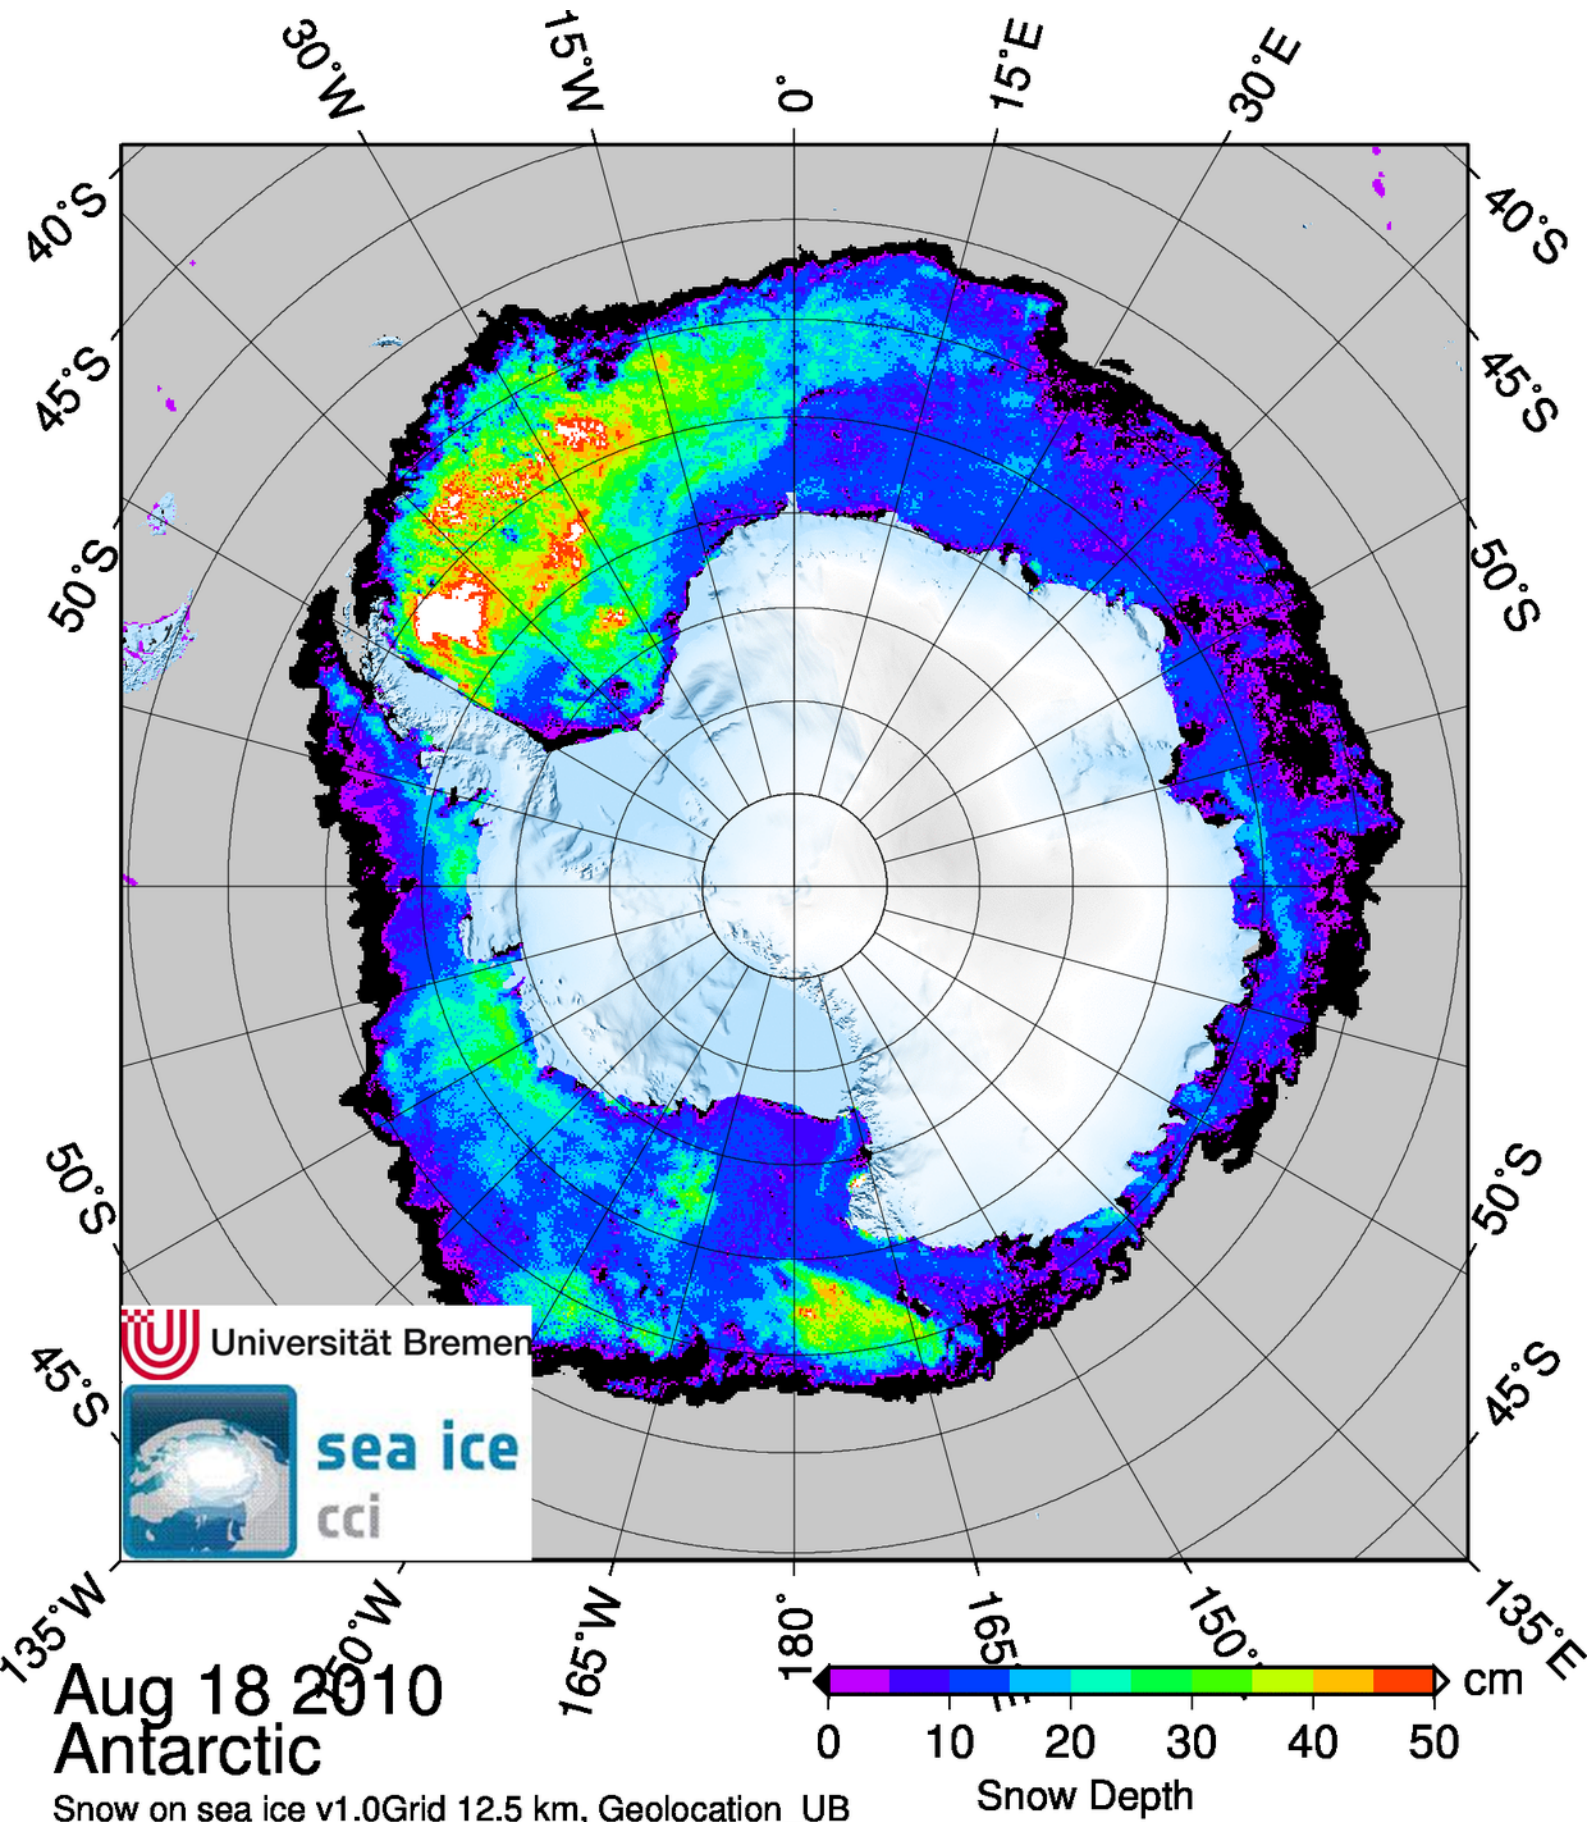 30°W 15°W 0° 15°E 30°E
40°S 40°S
45°S 45°S
50°S 50°S
50°S 50°S
45°S 45°S
Universität Bremen
sea ice
cci
135°W 165°W 180° 135°E
Aug 18 2010
Antarctic
Snow on sea ice v1.0Grid 12.5 km, Geolocation UB
cm
0 10 20 30 40 50
Snow Depth